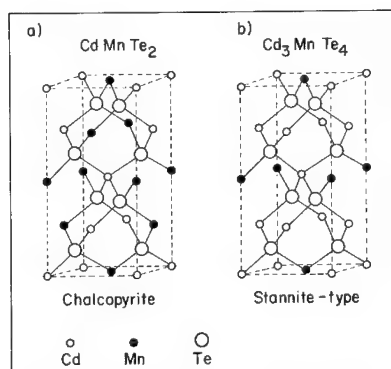 a) b)
Cd Mn Te₂ Cd₃ Mn Te₄
Chalcopyrite Stannite-type
Cd Mn Te